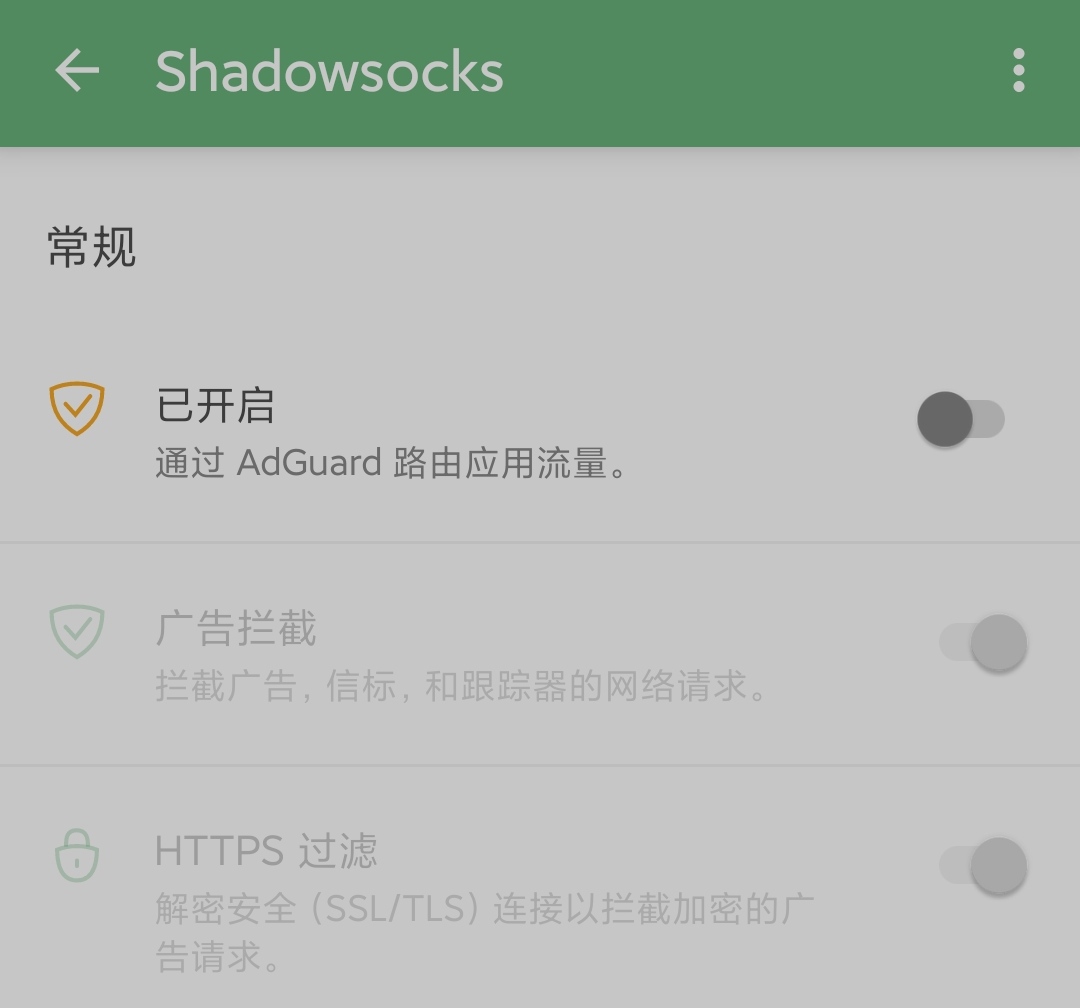 Shadowsocks
常规
已开启
通过 AdGuard 路由应用流量。
广告拦截
拦截广告, 信标, 和跟踪器的网络请求。
HTTPS 过滤
解密安全 (SSL/TLS) 连接以拦截加密的广
告请求。